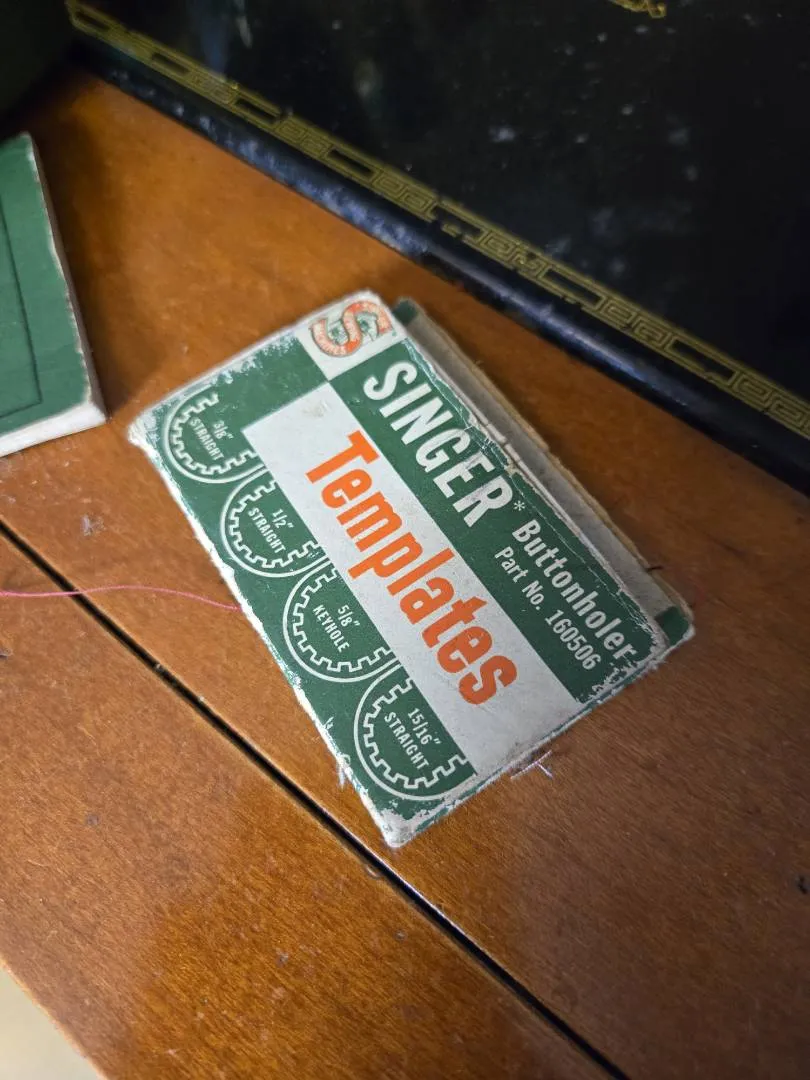 SINGER*
Buttonholer
Part No. 160506
Templates
3/8"
STRAIGHT
1/2"
STRAIGHT
5/8"
KEYHOLE
15/16"
STRAIGHT